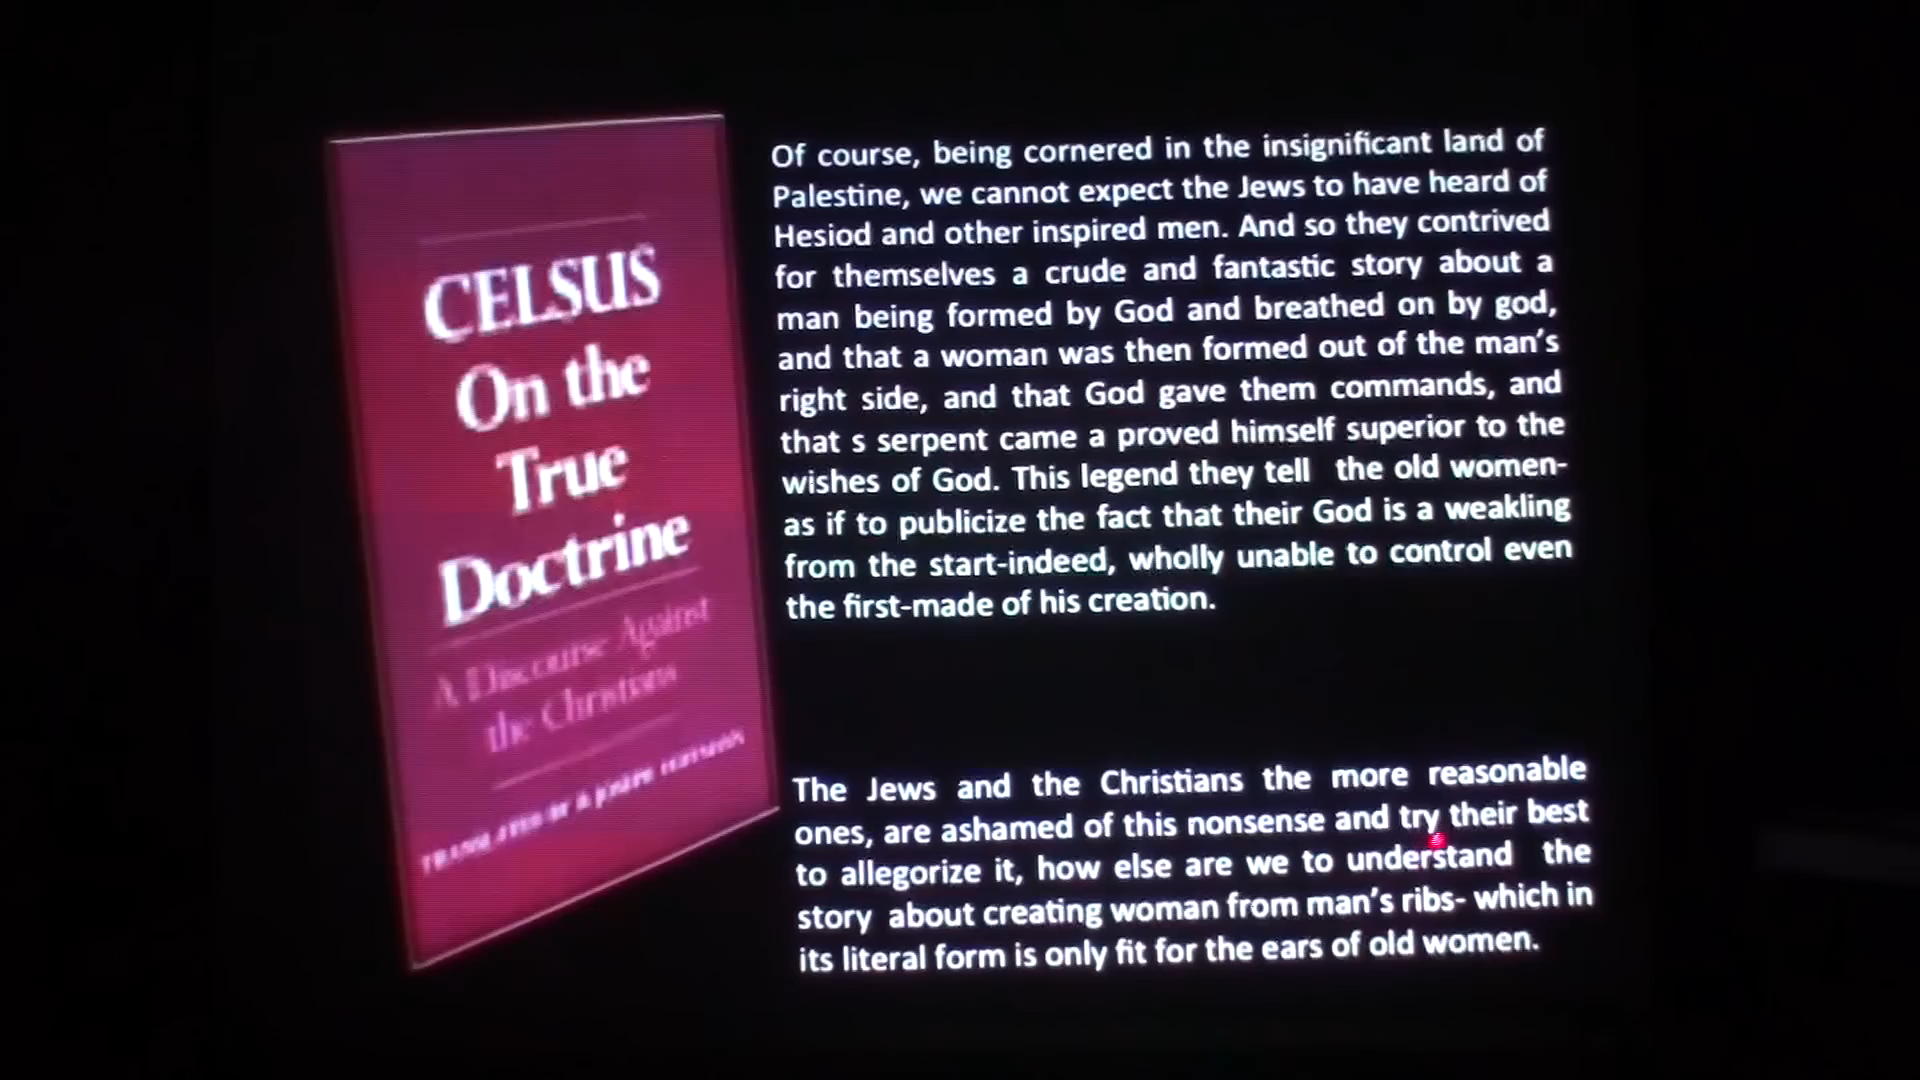 CELSUS
On the
True
Doctrine
A Discourse Against
the Christians
TRANSLATED BY R JOSEPH HOFFMANN
Of course, being cornered in the insignificant land of
Palestine, we cannot expect the Jews to have heard of
Hesiod and other inspired men. And so they contrived
for themselves a crude and fantastic story about a
man being formed by God and breathed on by god,
and that a woman was then formed out of the man's
right side, and that God gave them commands, and
that s serpent came a proved himself superior to the
wishes of God. This legend they tell the old women-
as if to publicize the fact that their God is a weakling
from the start-indeed, wholly unable to control even
the first-made of his creation.
The Jews and the Christians the more reasonable
ones, are ashamed of this nonsense and try their best
to allegorize it, how else are we to understand the
story about creating woman from man's ribs- which in
its literal form is only fit for the ears of old women.